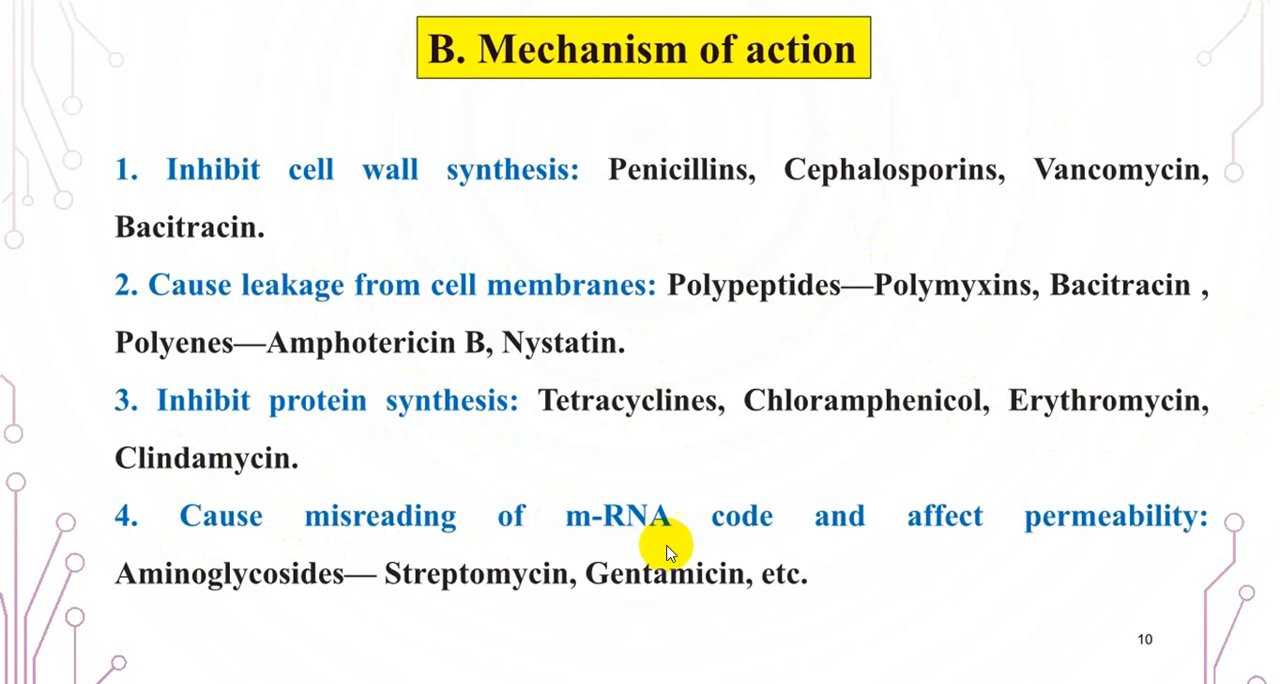 B. Mechanism of action
1. Inhibit cell wall synthesis: Penicillins, Cephalosporins, Vancomycin,
Bacitracin.
2. Cause leakage from cell membranes: Polypeptides—Polymyxins, Bacitracin ,
Polyenes—Amphotericin B, Nystatin.
3. Inhibit protein synthesis: Tetracyclines, Chloramphenicol, Erythromycin,
Clindamycin.
4. Cause misreading of m-RNA code and affect permeability:
Aminoglycosides— Streptomycin, Gentamicin, etc.
10